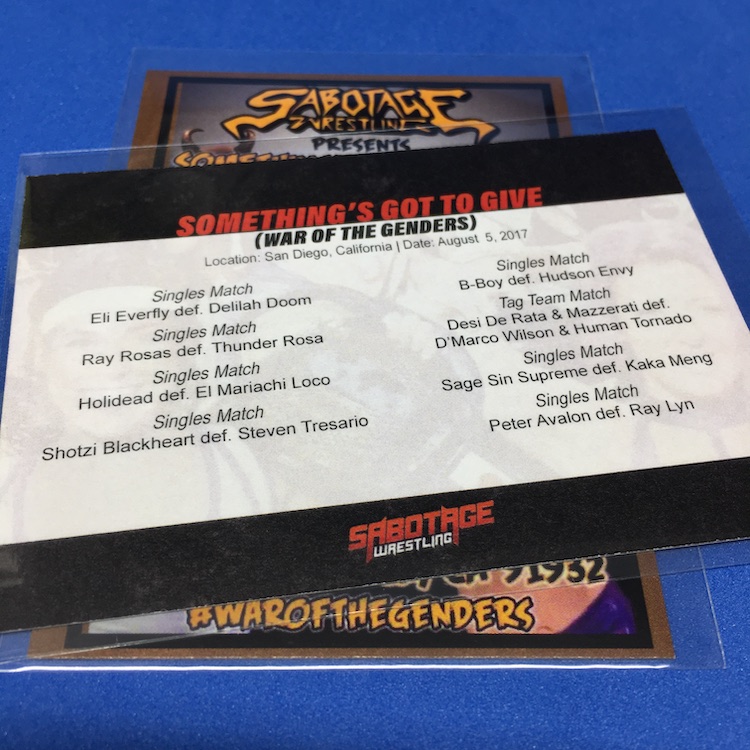 SABOTAGE
WRESTLING
PRESENTS
SOMETHING'S GOT TO GIVE
(WAR OF THE GENDERS)
Location: San Diego, California | Date: August 5, 2017
Singles Match
Eli Everfly def. Delilah Doom
Singles Match
Ray Rosas def. Thunder Rosa
Singles Match
Holidead def. El Mariachi Loco
Singles Match
Shotzi Blackheart def. Steven Tresario
Singles Match
B-Boy def. Hudson Envy
Tag Team Match
Desi De Rata & Mazzerati def.
D'Marco Wilson & Human Tornado
Singles Match
Sage Sin Supreme def. Kaka Meng
Singles Match
Peter Avalon def. Ray Lyn
SABOTAGE
WRESTLING
CA 91932
#WAROFTHEGENDERS